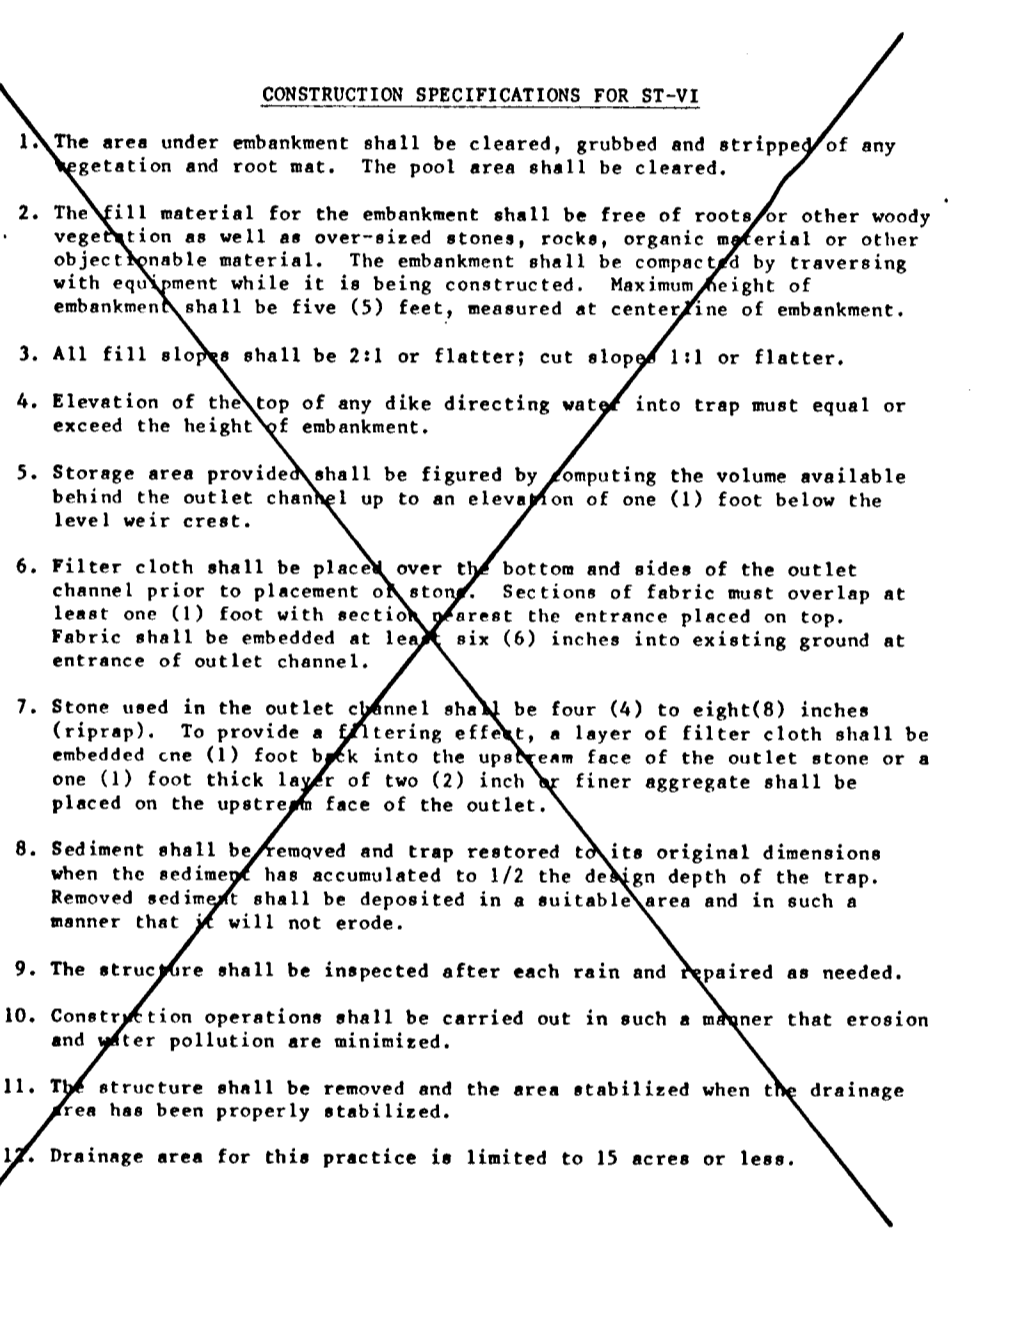 CONSTRUCTION SPECIFICATIONS FOR ST-VI
1. The area under embankment shall be cleared, grubbed and stripped of any
vegetation and root mat. The pool area shall be cleared.
2. The fill material for the embankment shall be free of roots or other woody
vegetation as well as over-sized stones, rocks, organic material or other
objectionable material. The embankment shall be compacted by traversing
with equipment while it is being constructed. Maximum height of
embankment shall be five (5) feet, measured at centerline of embankment.
3. All fill slopes shall be 2:1 or flatter; cut slopes 1:1 or flatter.
4. Elevation of the top of any dike directing water into trap must equal or
exceed the height of embankment.
5. Storage area provided shall be figured by computing the volume available
behind the outlet channel up to an elevation of one (1) foot below the
level weir crest.
6. Filter cloth shall be placed over the bottom and sides of the outlet
channel prior to placement of stone. Sections of fabric must overlap at
least one (1) foot with section nearest the entrance placed on top.
Fabric shall be embedded at least six (6) inches into existing ground at
entrance of outlet channel.
7. Stone used in the outlet channel shall be four (4) to eight(8) inches
(riprap). To provide a filtering effect, a layer of filter cloth shall be
embedded one (1) foot back into the upstream face of the outlet stone or a
one (1) foot thick layer of two (2) inch or finer aggregate shall be
placed on the upstream face of the outlet.
8. Sediment shall be removed and trap restored to its original dimensions
when the sediment has accumulated to 1/2 the design depth of the trap.
Removed sediment shall be deposited in a suitable area and in such a
manner that it will not erode.
9. The structure shall be inspected after each rain and repaired as needed.
10. Construction operations shall be carried out in such a manner that erosion
and water pollution are minimized.
11. The structure shall be removed and the area stabilized when the drainage
area has been properly stabilized.
12. Drainage area for this practice is limited to 15 acres or less.